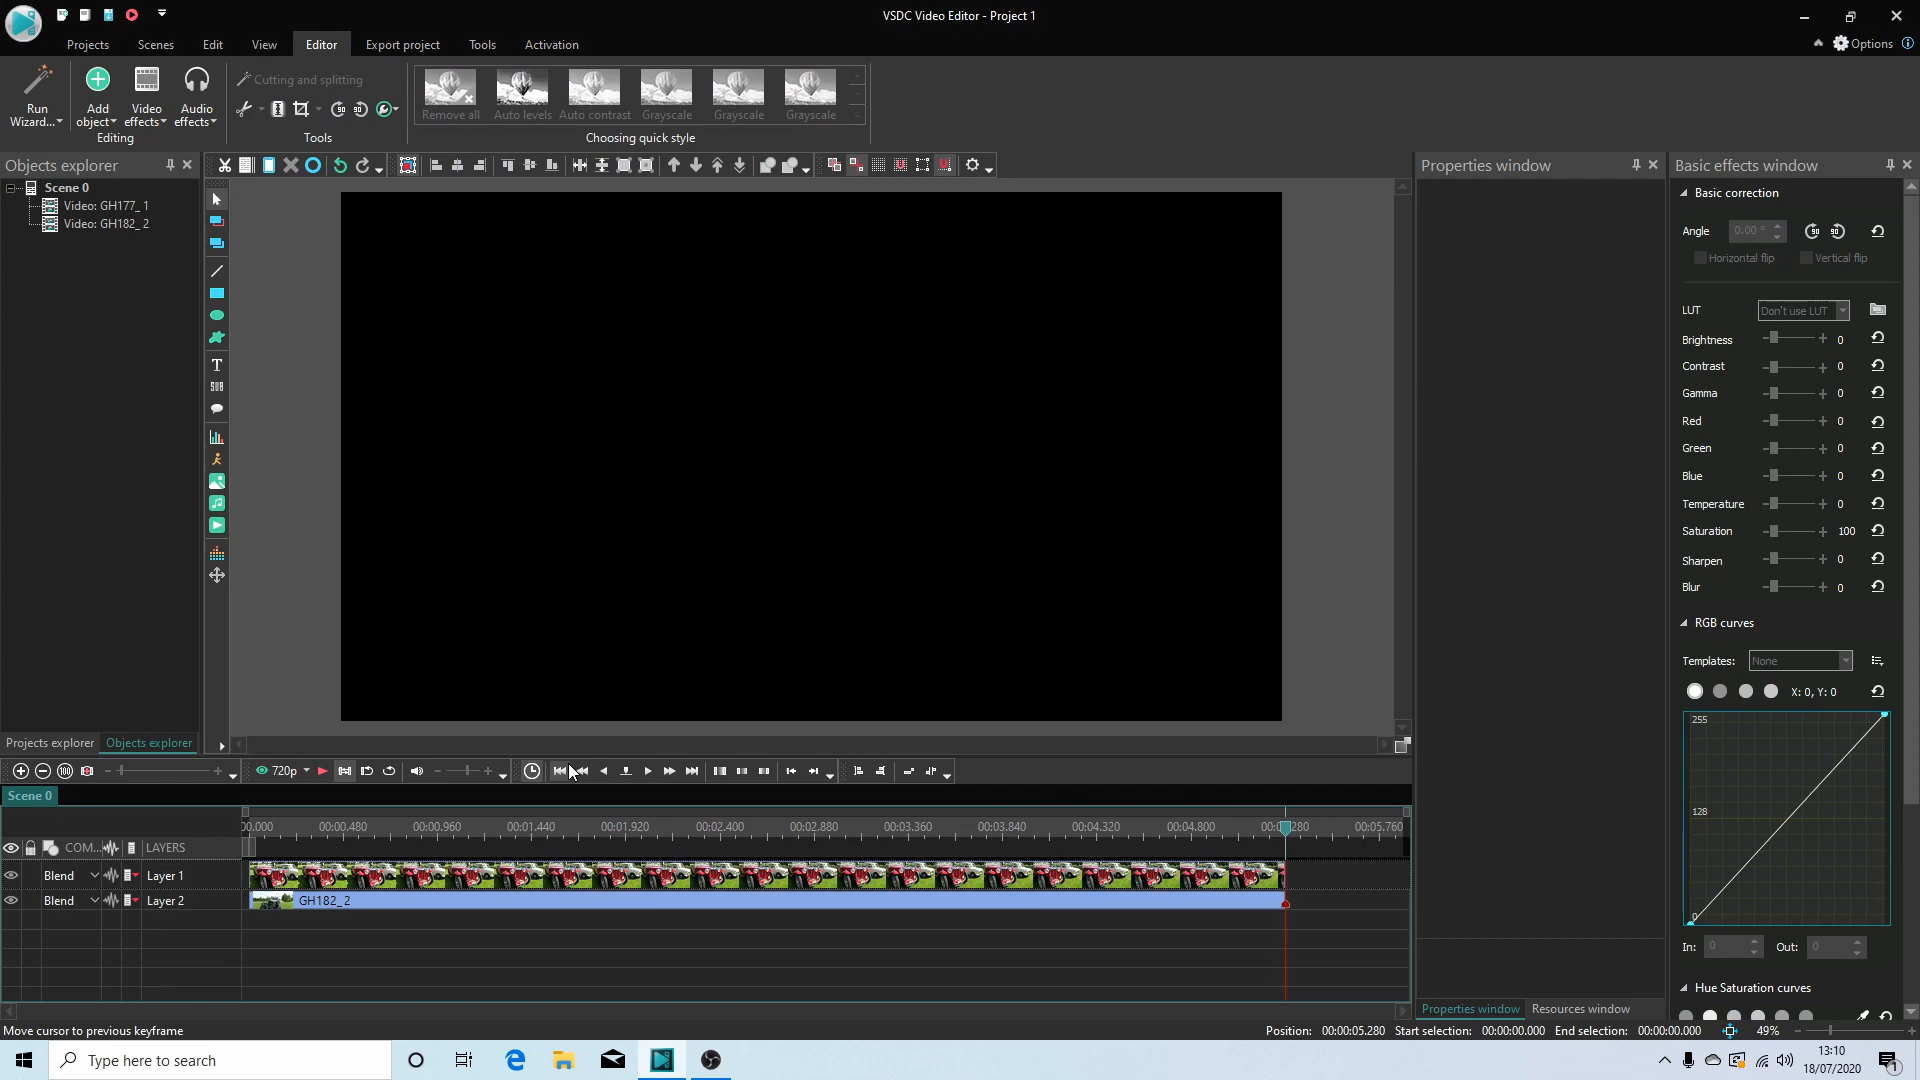 VSDC Video Editor - Project 1
Projects
Scenes
Edit
View
Editor
Export project
Tools
Activation
Options
Run
Wizard...
Add
object
Video
effects
Audio
effects
Editing
Cutting and splitting
Tools
Remove all
Auto levels
Auto contrast
Grayscale
Grayscale
Grayscale
Choosing quick style
Objects explorer
Scene 0
Video: GH177_1
Video: GH182_2
Projects explorer
Objects explorer
T
SUB
Properties window
Basic effects window
Basic correction
Angle
0.00 °
90
90
Horizontal flip
Vertical flip
LUT
Don't use LUT
Brightness
0
Contrast
0
Gamma
0
Red
0
Green
0
Blue
0
Temperature
0
Saturation
100
Sharpen
0
Blur
0
RGB curves
Templates:
None
X: 0, Y: 0
255
128
0
In:
0
Out:
0
Hue Saturation curves
Properties window
Resources window
720p
Scene 0
00.000
00:00.480
00:00.960
00:01.440
00:01.920
00:02.400
00:02.880
00:03.360
00:03.840
00:04.320
00:04.800
280
00:05.760
COM...
LAYERS
Blend
Layer 1
Blend
Layer 2
GH182_2
Move cursor to previous keyframe
Position: 00:00:05.280
Start selection: 00:00:00.000
End selection: 00:00:00.000
49%
Type here to search
13:10
18/07/2020
1